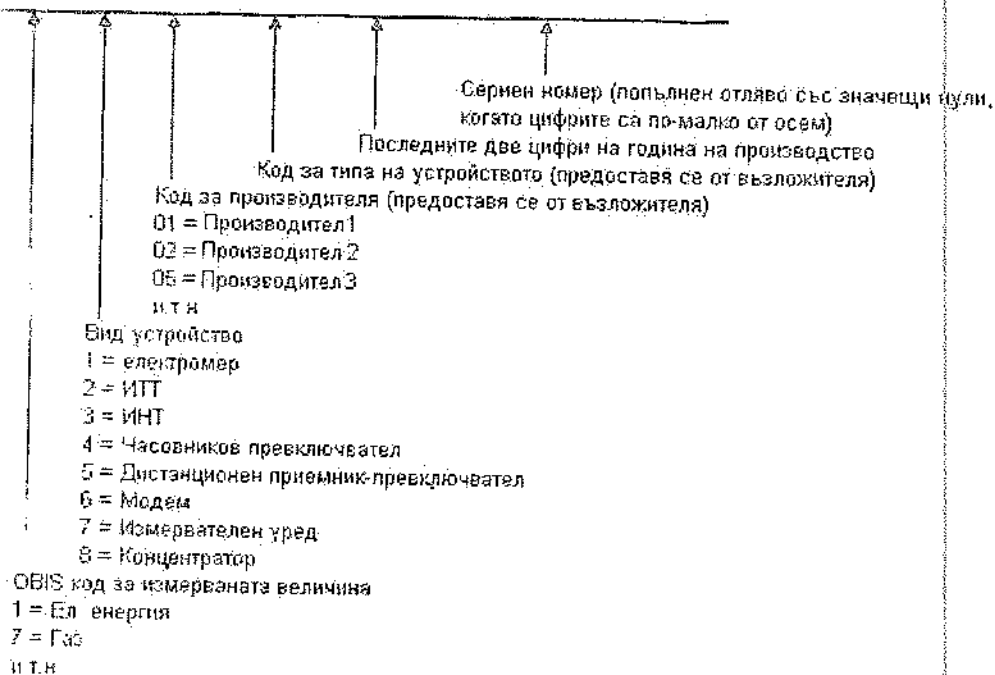 Сериен номер (попълнен отляво със значещи нули,
когато цифрите са по-малко от осем)
Последните две цифри на година на производство
Код за типа на устройството (предоставя се от възложителя)
Код за производителя (предоставя се от възложителя)
01 = Производител1
02 = Производител2
05 = Производител3
и.т.н
Вид устройство
1 = електромер
2 = ИТТ
3 = ИНТ
4 = Часовников превключвател
5 = Дистанционен приемник-превключвател
6 = Модем
7 = Измервателен уред
8 = Концентратор
OBIS код за измерваната величина
1 = Ел енергия
7 = Газ
и т.н